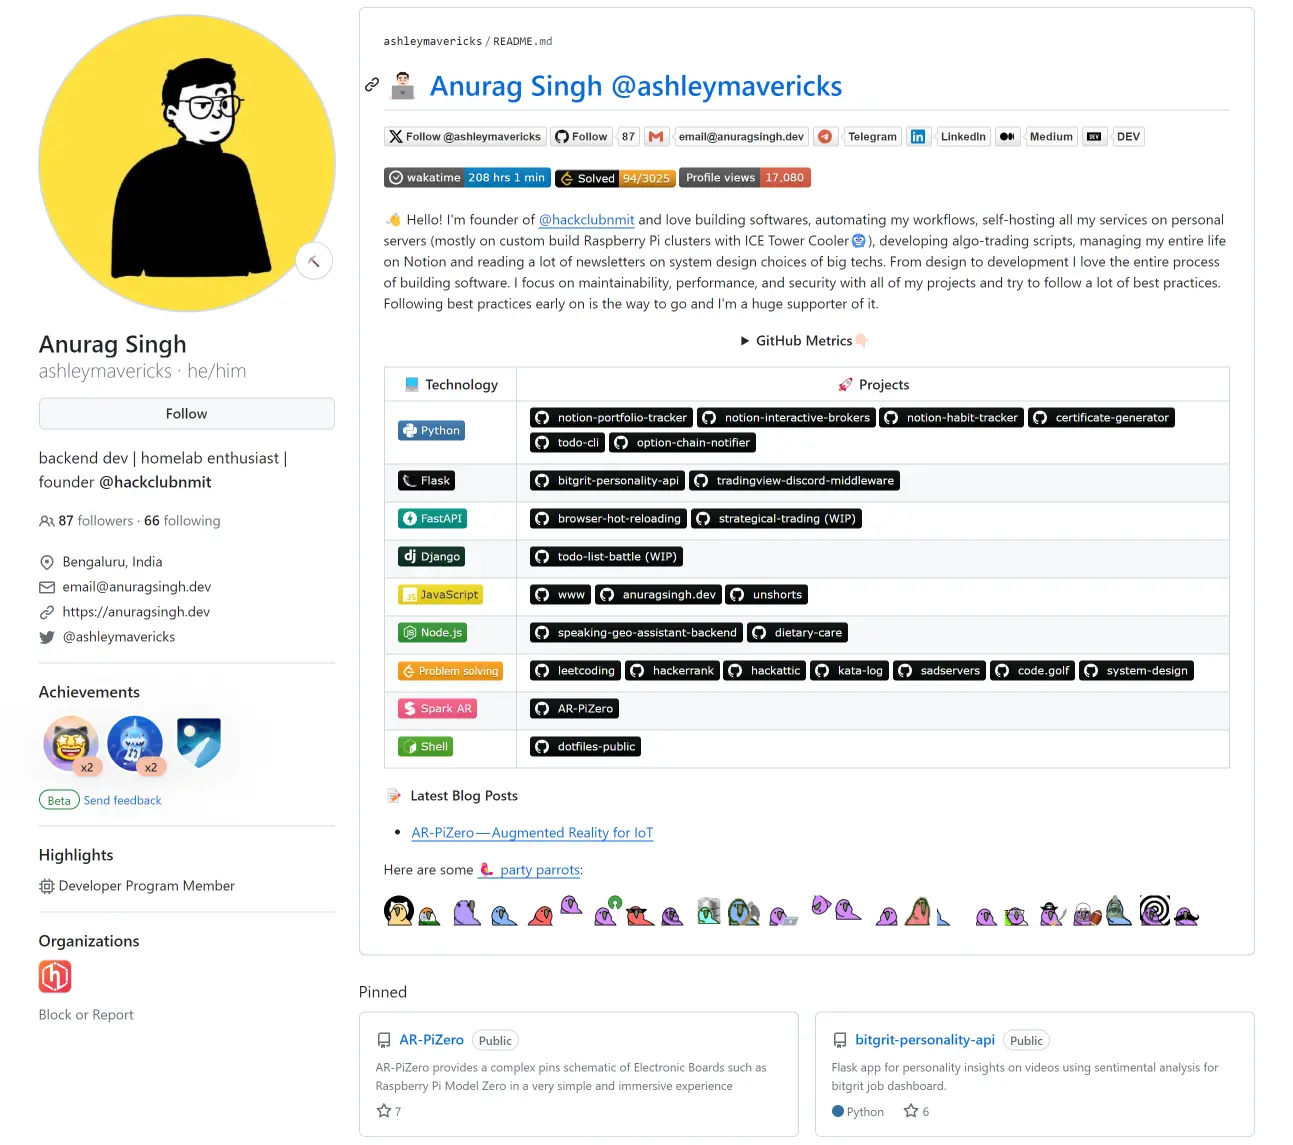 Anurag Singh
ashleymavericks · he/him
Follow
backend dev | homelab enthusiast |
founder @hackclubnmit
87 followers · 66 following
Bengaluru, India
email@anuragsingh.dev
https://anuragsingh.dev
@ashleymavericks
Achievements
x2
x2
Beta Send feedback
Highlights
Developer Program Member
Organizations
Block or Report
ashleymavericks/README.md
Anurag Singh @ashleymavericks
Follow @ashleymavericks Follow 87 email@anuragsingh.dev Telegram LinkedIn Medium DEV DEV
wakatime 208 hrs 1 min Solved 94/3025 Profile views 17,080
Hello! I'm founder of @hackclubnmit and love building softwares, automating my workflows, self-hosting all my services on personal
servers (mostly on custom build Raspberry Pi clusters with ICE Tower Cooler), developing algo-trading scripts, managing my entire life
on Notion and reading a lot of newsletters on system design choices of big techs. From design to development I love the entire process
of building software. I focus on maintainability, performance, and security with all of my projects and try to follow a lot of best practices.
Following best practices early on is the way to go and I'm a huge supporter of it.
GitHub Metrics
Technology Projects
Python notion-portfolio-tracker notion-interactive-brokers notion-habit-tracker certificate-generator
todo-cli option-chain-notifier
Flask bitgrit-personality-api tradingview-discord-middleware
FastAPI browser-hot-reloading strategical-trading (WIP)
dj Django todo-list-battle (WIP)
JS JavaScript www anuragsingh.dev unshorts
Node.js speaking-geo-assistant-backend dietary-care
Problem solving leetcoding hackerrank hackattic kata-log sadservers code.golf system-design
Spark AR AR-PiZero
Shell dotfiles-public
Latest Blog Posts
• AR-PiZero — Augmented Reality for IoT
Here are some party parrots:
Pinned
AR-PiZero Public
AR-PiZero provides a complex pins schematic of Electronic Boards such as
Raspberry Pi Model Zero in a very simple and immersive experience
7
bitgrit-personality-api Public
Flask app for personality insights on videos using sentimental analysis for
bitgrit job dashboard.
Python 6